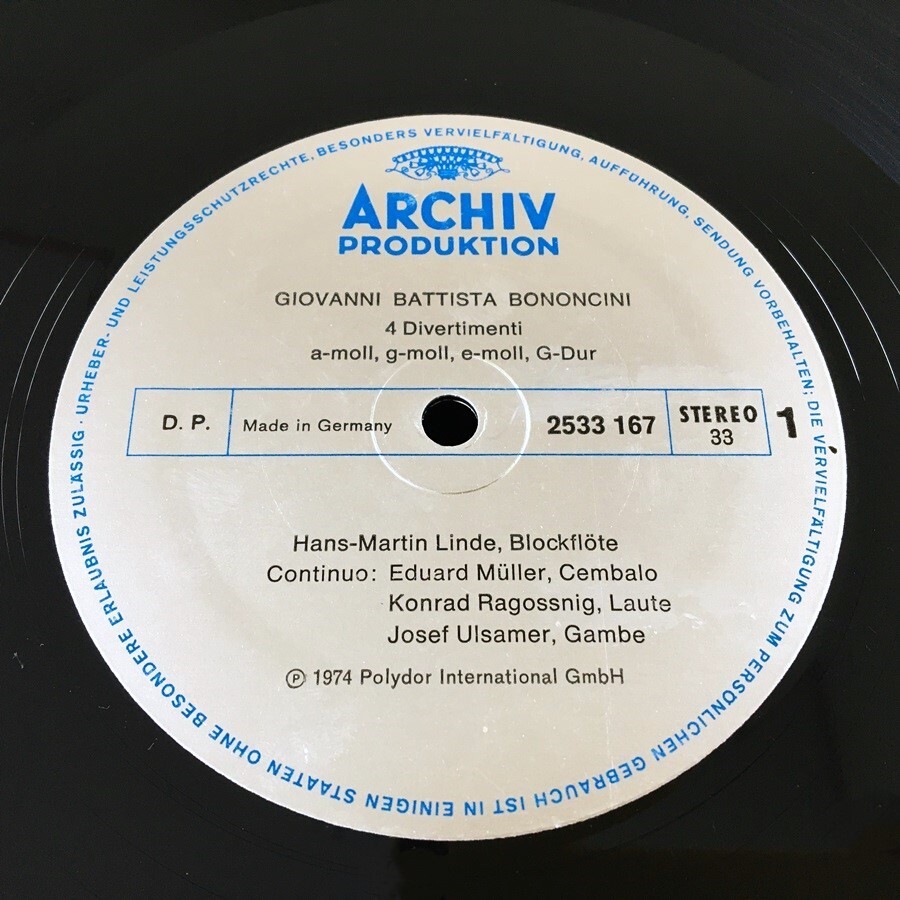 URHEBER- UND LEISTUNGSSCHUTZRECHTE, BESONDERS VERVIELFÄLTIGUNG, AUFFÜHRUNG, SENDUNG VORBEHALTEN; DIE VERVIELFÄLTIGUNG ZUM PERSÖNLICHEN GEBRAUCH IST IN EINIGEN STAATEN OHNE BESONDERE ERLAUBNIS ZULÄSSIG ·
ARCHIV
PRODUKTION
GIOVANNI BATTISTA BONONCINI
4 Divertimenti
a-moll, g-moll, e-moll, G-Dur
D. P. Made in Germany 2533 167 STEREO 33 1
Hans-Martin Linde, Blockflöte
Continuo: Eduard Müller, Cembalo
Konrad Ragossnig, Laute
Josef Ulsamer, Gambe
℗ 1974 Polydor International GmbH